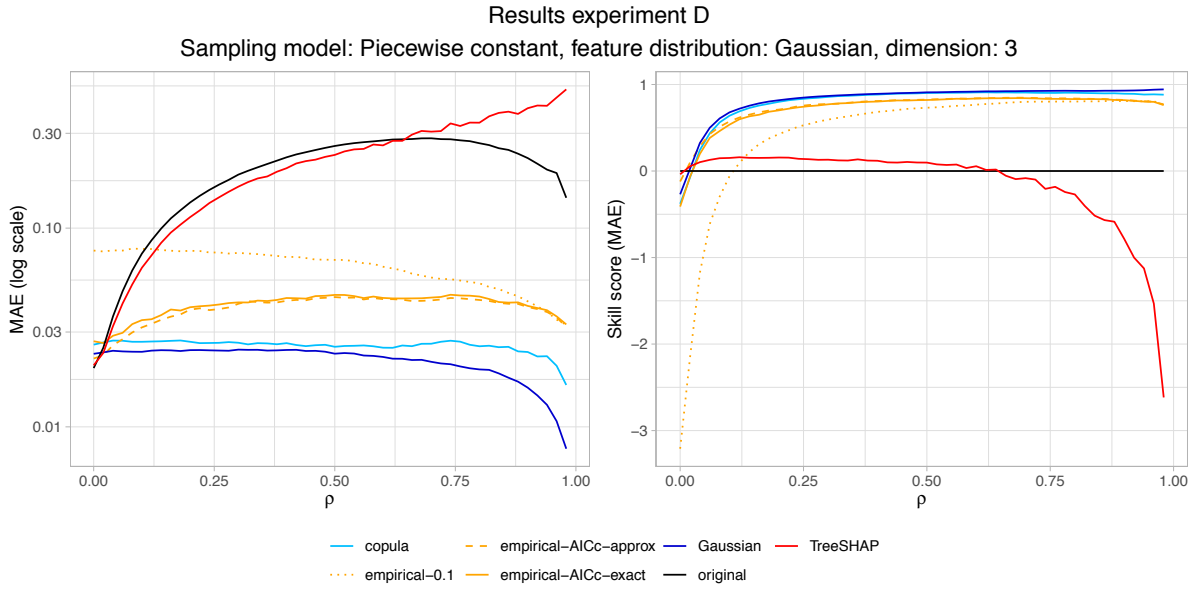 Results experiment D
Sampling model: Piecewise constant, feature distribution: Gaussian, dimension: 3
MAE (log scale)
0.30
0.10
0.03
0.01
0.00 0.25 0.50 0.75 1.00
ρ
Skill score (MAE)
1
0
−1
−2
−3
0.00 0.25 0.50 0.75 1.00
ρ
copula empirical−AICc−approx Gaussian TreeSHAP
empirical−0.1 empirical−AICc−exact original